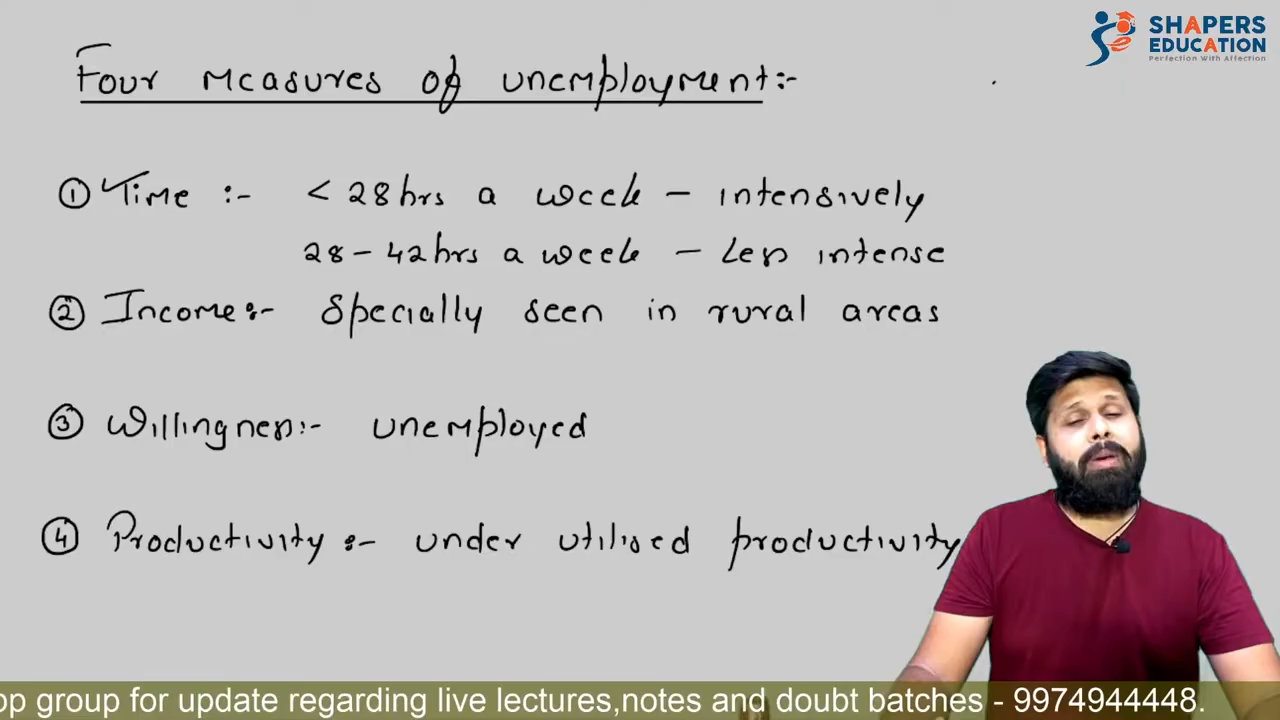 SHAPERS
EDUCATION
Perfection With Affection
Four measures of unemployment:-
① Time :- < 28 hrs a week - intensively
28 - 42 hrs a week - Less intense
② Income:- Specially seen in rural areas
③ Willingness:- unemployed
④ Productivity :- under utilised productivity
op group for update regarding live lectures,notes and doubt batches - 9974944448.